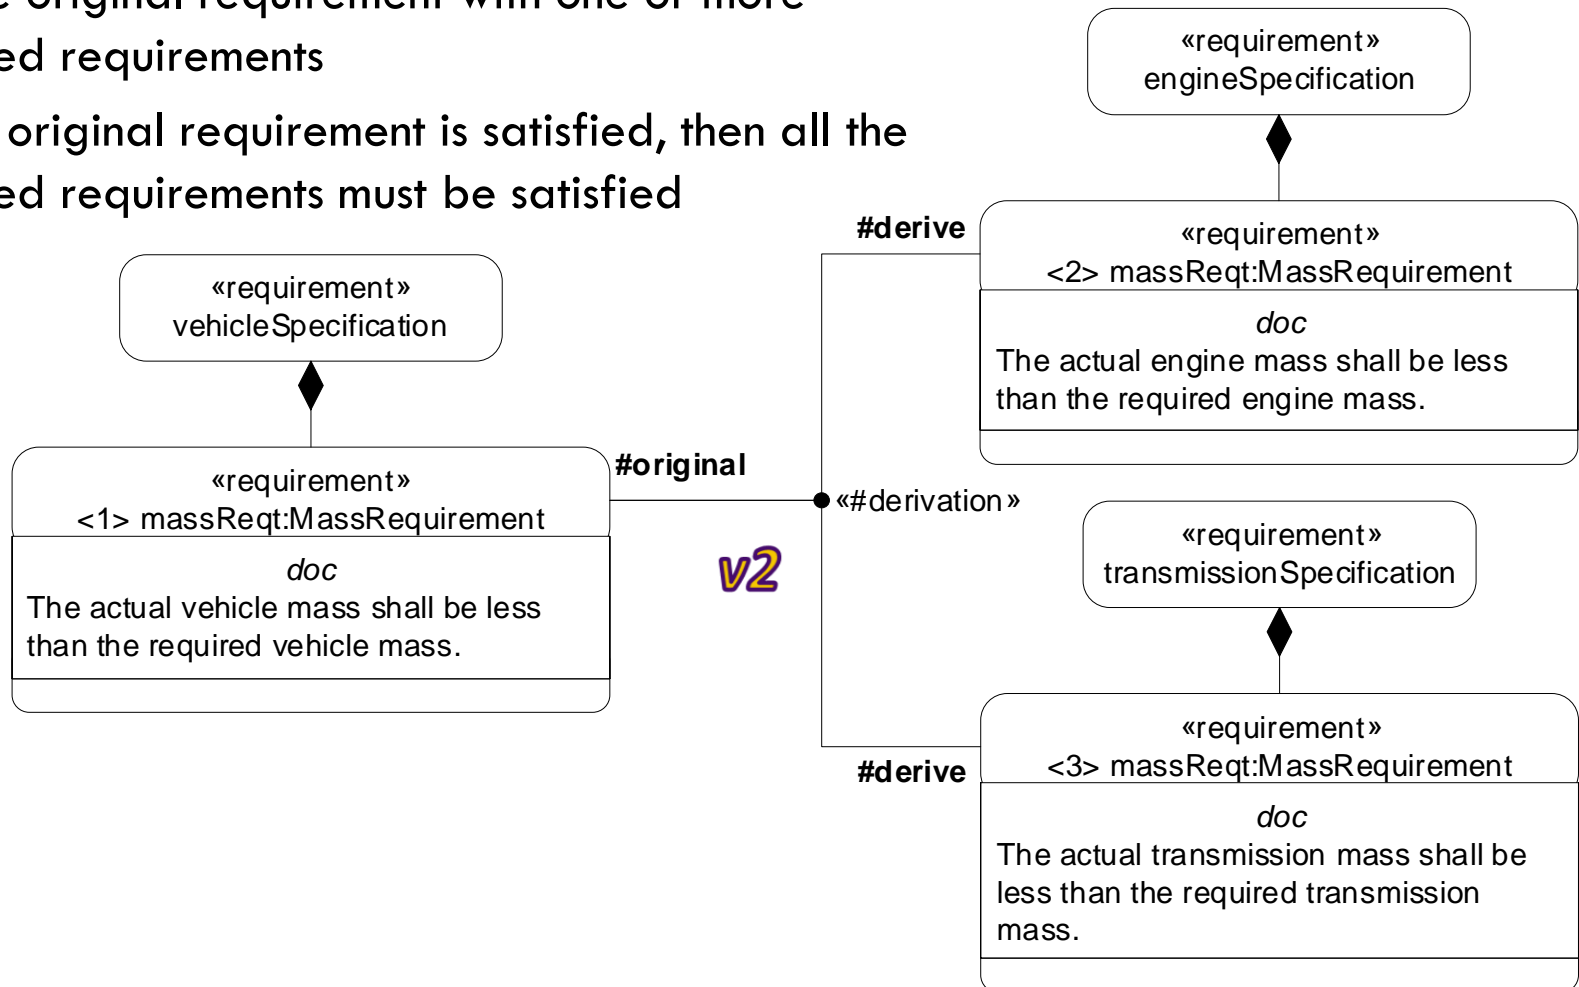 original requirement with one or more
requirements
original requirement is satisfied, then all the
requirements must be satisfied
«requirement»
engineSpecification
#derive
«requirement»
<2> massReqt:MassRequirement
doc
The actual engine mass shall be less
than the required engine mass.
«requirement»
vehicleSpecification
#original
«requirement»
<1> massReqt:MassRequirement
doc
The actual vehicle mass shall be less
than the required vehicle mass.
«#derivation»
v2
«requirement»
transmissionSpecification
#derive
«requirement»
<3> massReqt:MassRequirement
doc
The actual transmission mass shall be
less than the required transmission
mass.